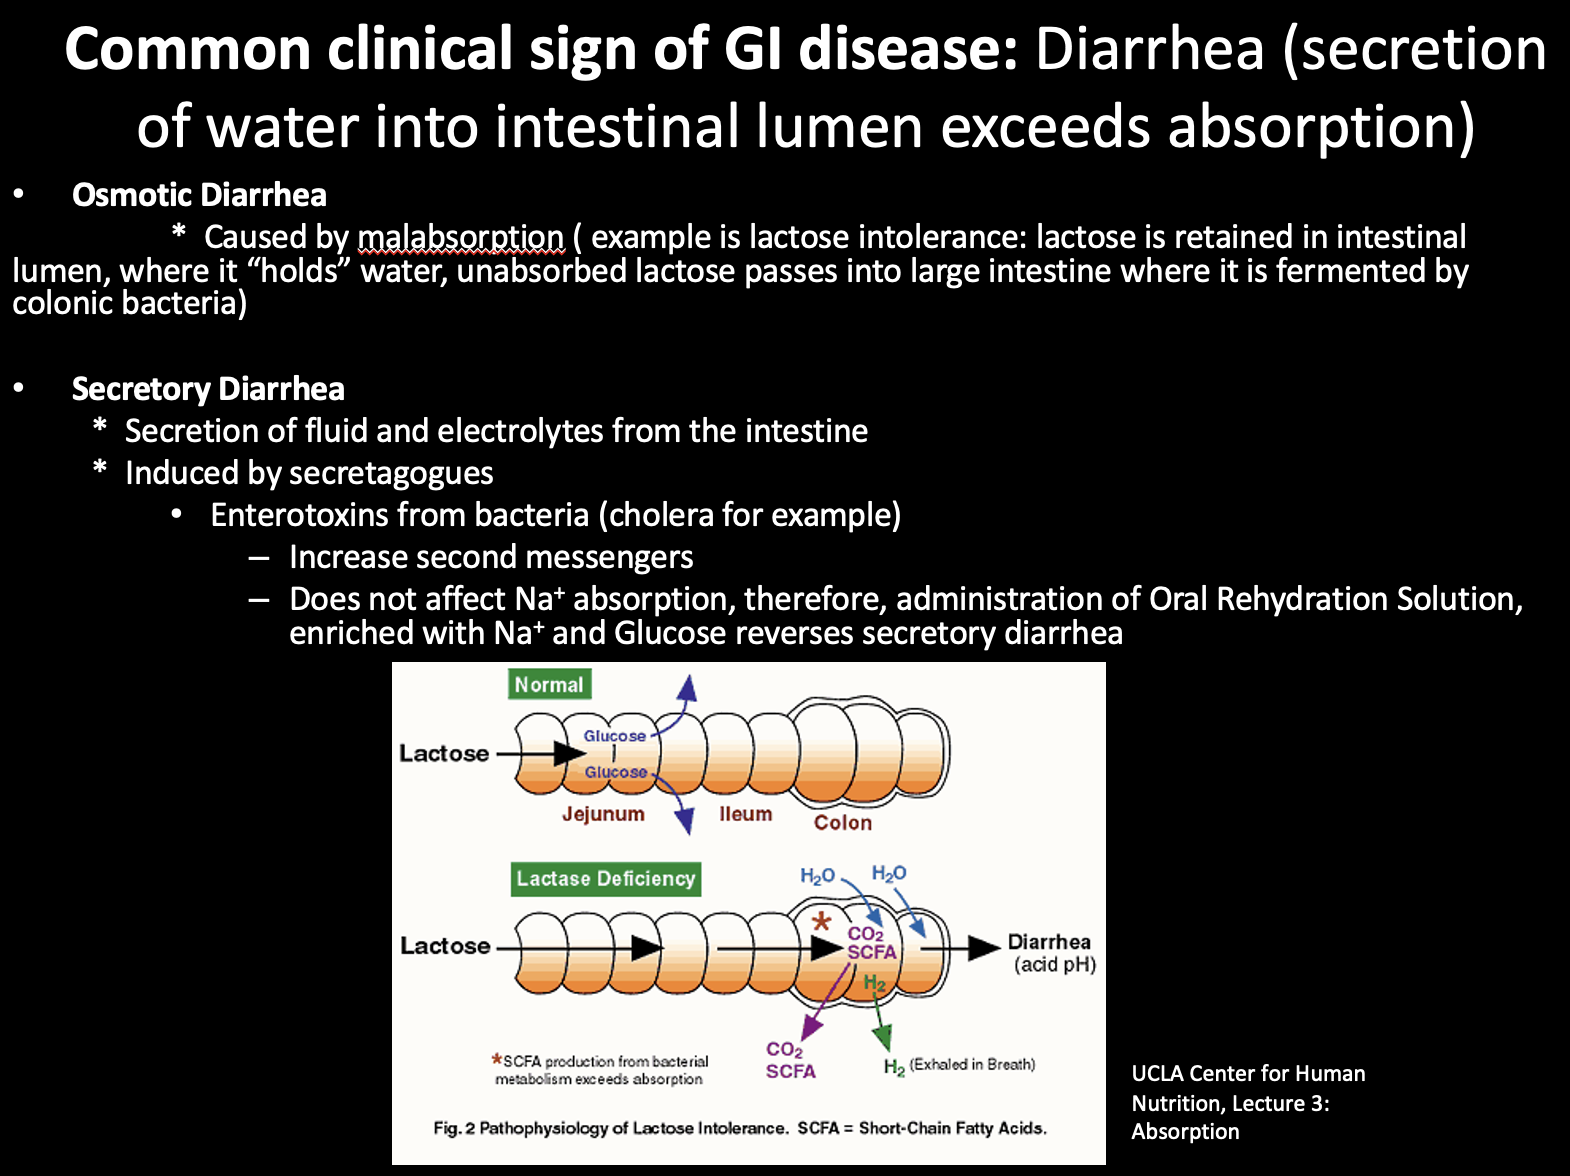 Common clinical sign of GI disease: Diarrhea (secretion
of water into intestinal lumen exceeds absorption)
• Osmotic Diarrhea
* Caused by malabsorption ( example is lactose intolerance: lactose is retained in intestinal
lumen, where it “holds” water, unabsorbed lactose passes into large intestine where it is fermented by
colonic bacteria)
• Secretory Diarrhea
* Secretion of fluid and electrolytes from the intestine
* Induced by secretagogues
• Enterotoxins from bacteria (cholera for example)
– Increase second messengers
– Does not affect Na⁺ absorption, therefore, administration of Oral Rehydration Solution,
enriched with Na⁺ and Glucose reverses secretory diarrhea
Normal
Lactose
Glucose
Glucose
Jejunum
Ileum
Colon
Lactase Deficiency
H₂O
H₂O
Lactose
*
CO₂
SCFA
H₂
Diarrhea
(acid pH)
CO₂
SCFA
H₂ (Exhaled in Breath)
*SCFA production from bacterial
metabolism exceeds absorption
Fig. 2 Pathophysiology of Lactose Intolerance. SCFA = Short-Chain Fatty Acids.
UCLA Center for Human
Nutrition, Lecture 3:
Absorption